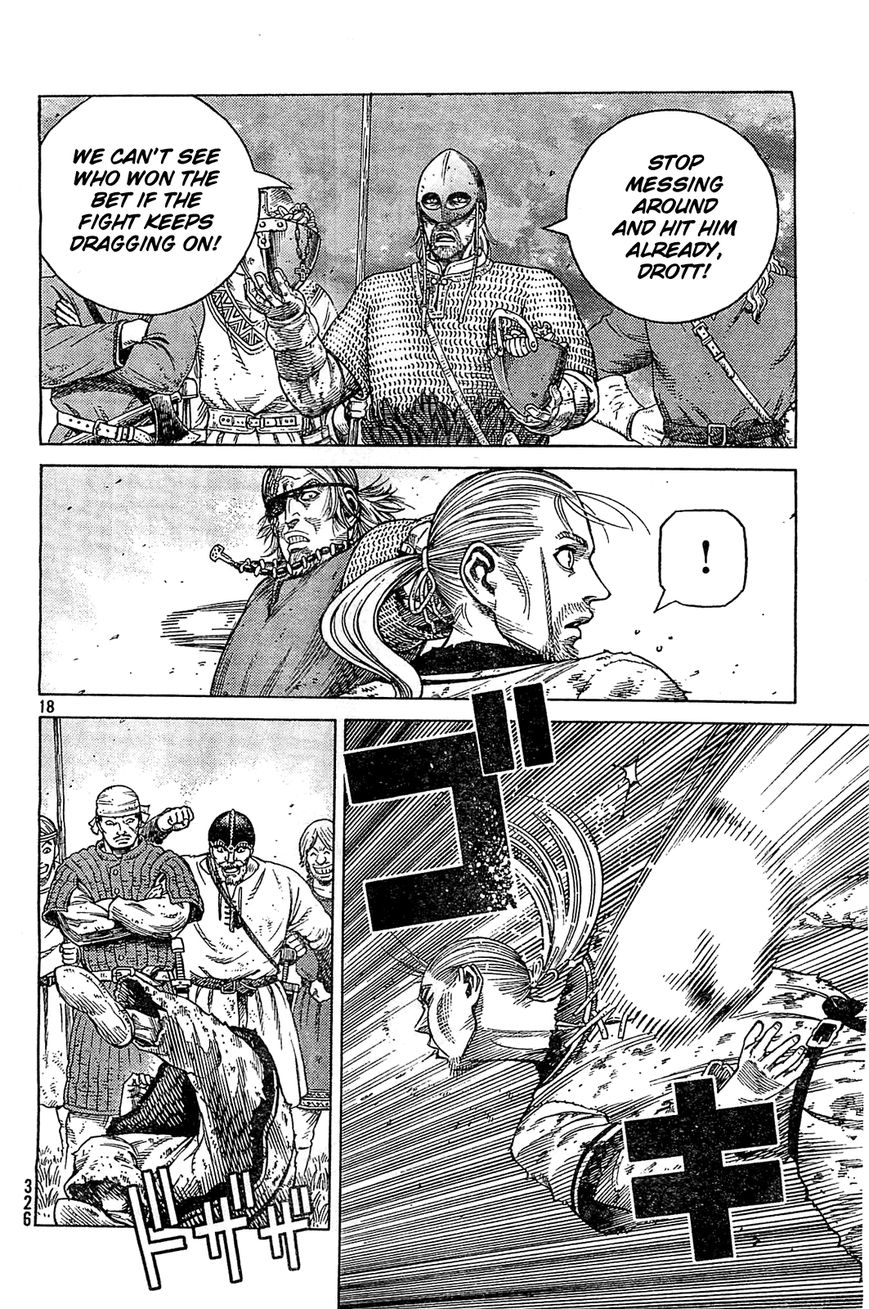 STOP
MESSING
AROUND
AND HIT HIM
ALREADY,
DROTT!
WE CAN'T SEE
WHO WON THE
BET IF THE
FIGHT KEEPS
DRAGGING ON!
!
18
ゴ
キ
ドザザ
326